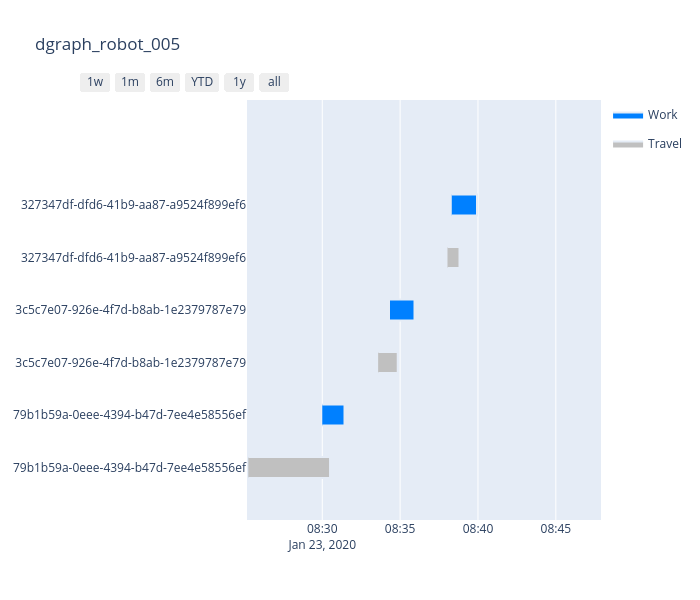 dgraph_robot_005
1w 1m 6m YTD 1y all
Work
Travel
327347df-dfd6-41b9-aa87-a9524f899ef6
327347df-dfd6-41b9-aa87-a9524f899ef6
3c5c7e07-926e-4f7d-b8ab-1e2379787e79
3c5c7e07-926e-4f7d-b8ab-1e2379787e79
79b1b59a-0eee-4394-b47d-7ee4e58556ef
79b1b59a-0eee-4394-b47d-7ee4e58556ef
08:30 08:35 08:40 08:45
Jan 23, 2020